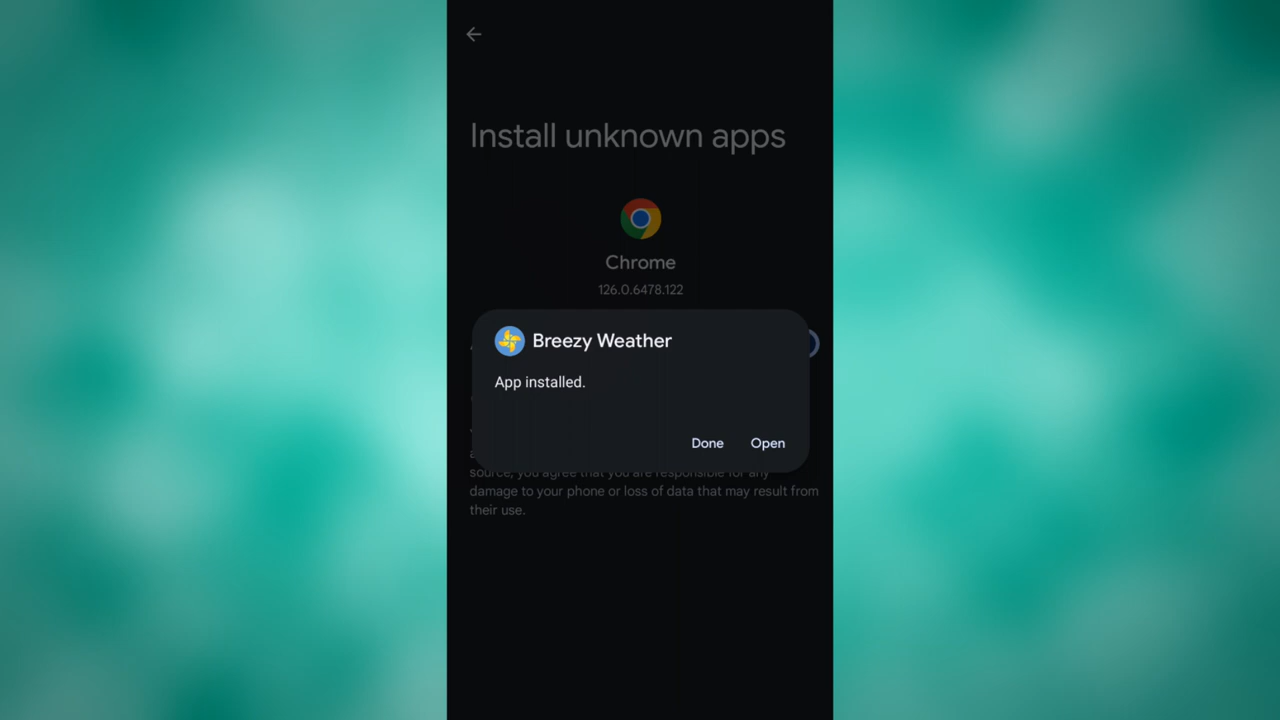 Install unknown apps
Chrome
126.0.6478.122
Breezy Weather
App installed.
Done Open
source, you agree that you are responsible for any
damage to your phone or loss of data that may result from
their use.